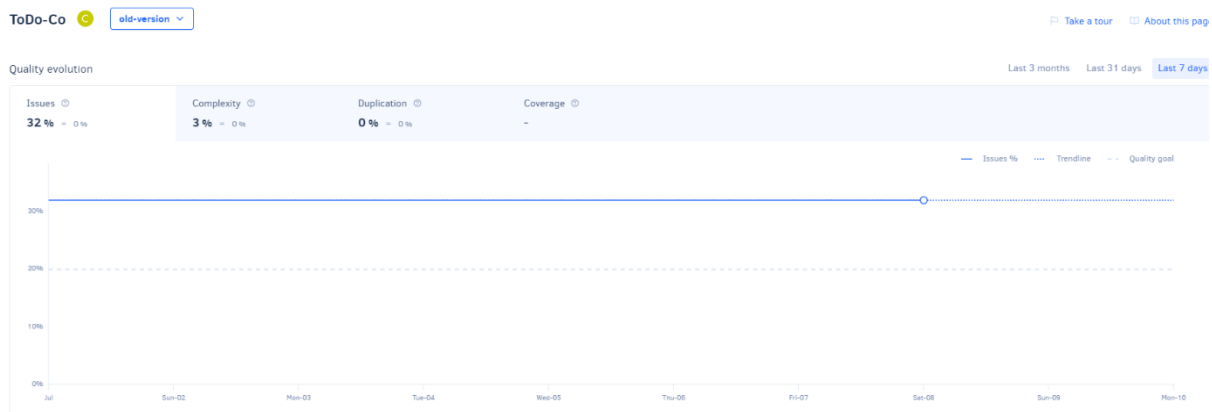 ToDo-Co C old-version
Take a tour About this pag
Quality evolution
Last 3 months Last 31 days Last 7 days
Issues Complexity Duplication Coverage
32 % = 0 % 3 % = 0 % 0 % = 0 % -
Issues % Trendline Quality goal
30%
20%
10%
0%
Jul Sun-02 Mon-03 Tue-04 Wed-05 Thu-06 Fri-07 Sat-08 Sun-09 Mon-10